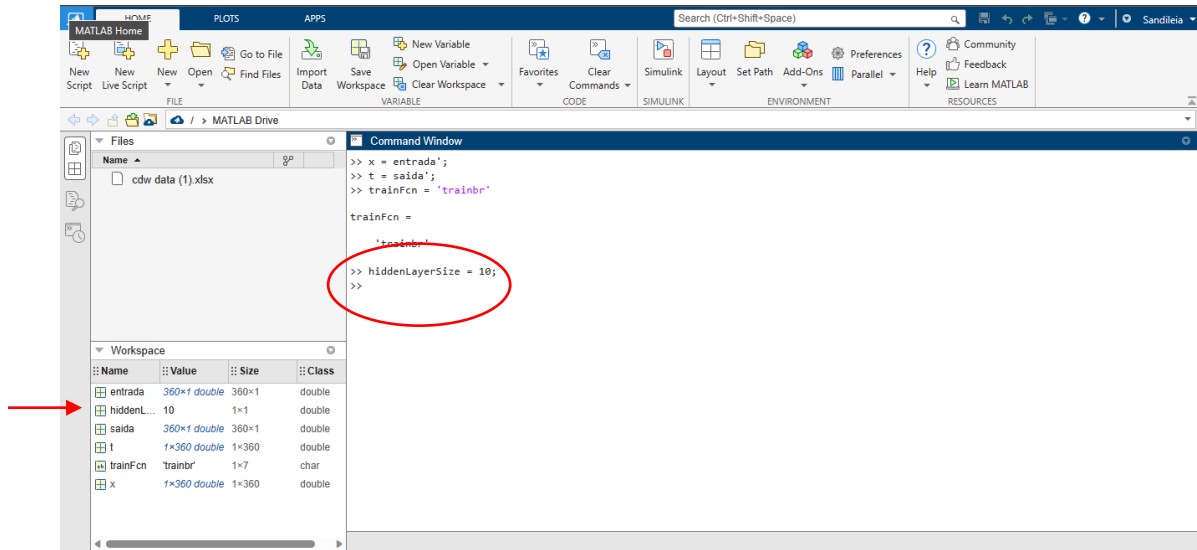 HOME PLOTS APPS Search (Ctrl+Shift+Space) Sandileia
MATLAB Home
New Script
New Live Script
New
Open
Go to File
Find Files
Import Data
Save Workspace
New Variable
Open Variable
Clear Workspace
Favorites
Clear Commands
Simulink
Layout
Set Path
Add-Ons
Preferences
Parallel
Help
Community
Feedback
Learn MATLAB
FILE VARIABLE CODE SIMULINK ENVIRONMENT RESOURCES
/ > MATLAB Drive
Files
Name
cdw data (1).xlsx
Command Window
>> x = entrada';
>> t = saida';
>> trainFcn = 'trainbr'
trainFcn =
'trainbr'
>> hiddenLayerSize = 10;
>>
Workspace
Name Value Size Class
entrada 360×1 double 360×1 double
hiddenL... 10 1×1 double
saida 360×1 double 360×1 double
t 1×360 double 1×360 double
trainFcn 'trainbr' 1×7 char
x 1×360 double 1×360 double